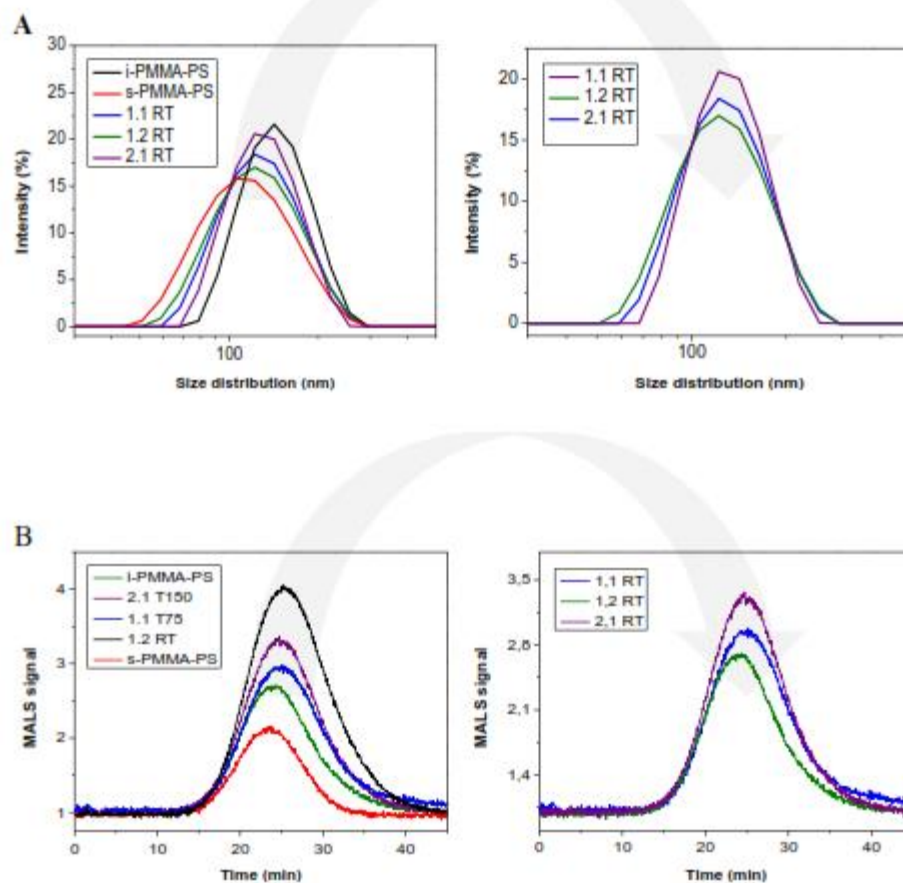 A
Intensity (%)
30
25
20
15
10
5
0
i-PMMA-PS
s-PMMA-PS
1.1 RT
1.2 RT
2.1 RT
100
Size distribution (nm)
Intensity (%)
20
15
10
5
0
1.1 RT
1.2 RT
2.1 RT
100
Size distribution (nm)
B
MALS signal
4
3
2
1
i-PMMA-PS
2.1 T150
1.1 T75
1.2 RT
s-PMMA-PS
0 10 20 30 40
Time (min)
MALS signal
3,5
2,8
2,1
1,4
1,1 RT
1,2 RT
2,1 RT
0 10 20 30 40
Time (min)